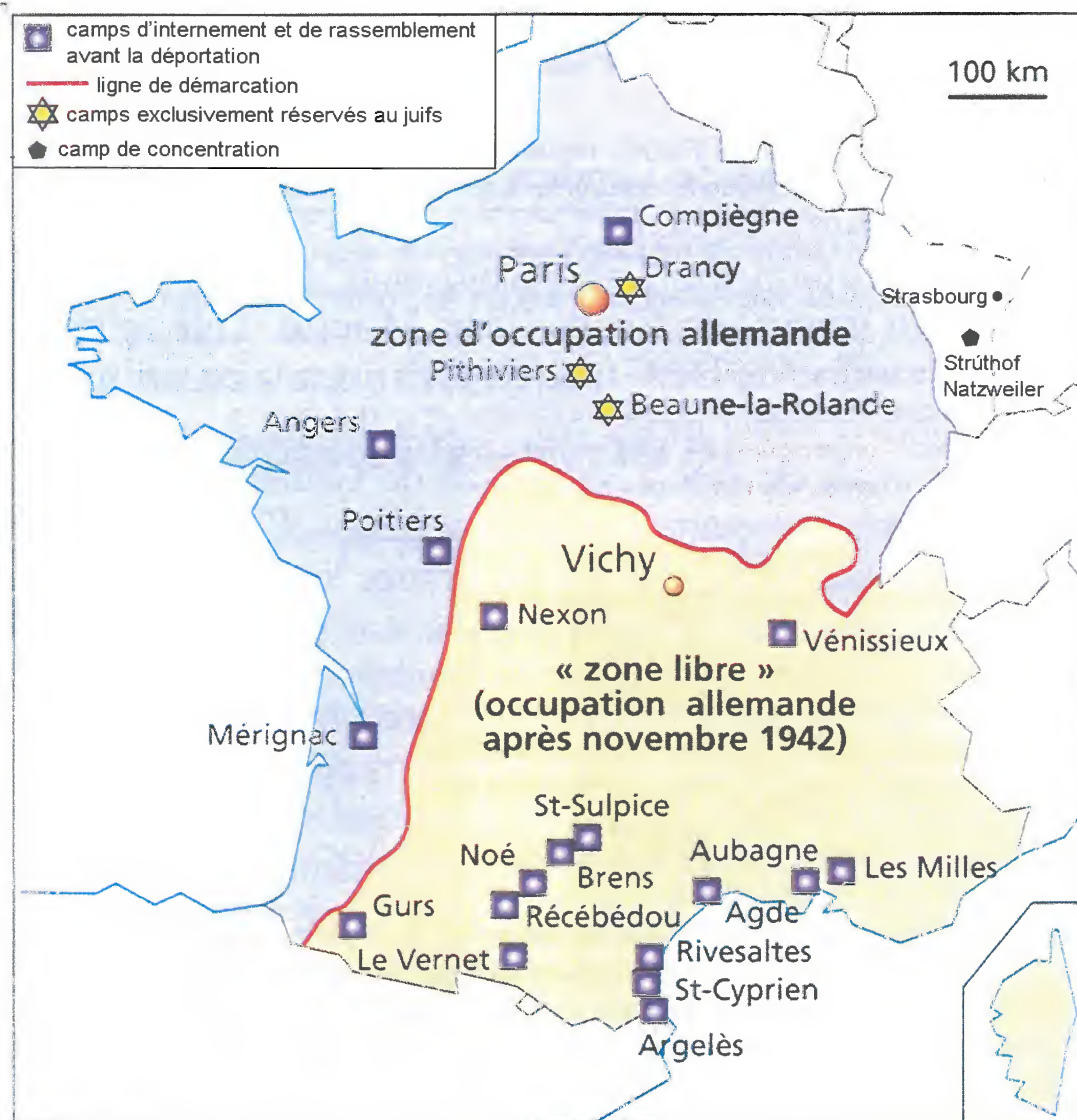 camps d'internement et de rassemblement
avant la déportation
ligne de démarcation
camps exclusivement réservés au juifs
camp de concentration
100 km
Compiègne
Paris
Drancy
Strasbourg
zone d'occupation allemande
Struthof
Natzweiler
Pithiviers
Beaune-la-Rolande
Angers
Poitiers
Vichy
Nexon
Vénissieux
« zone libre »
(occupation allemande
après novembre 1942)
Mérignac
St-Sulpice
Noé
Brens
Aubagne
Les Milles
Gurs
Récébédou
Agde
Le Vernet
Rivesaltes
St-Cyprien
Argelès